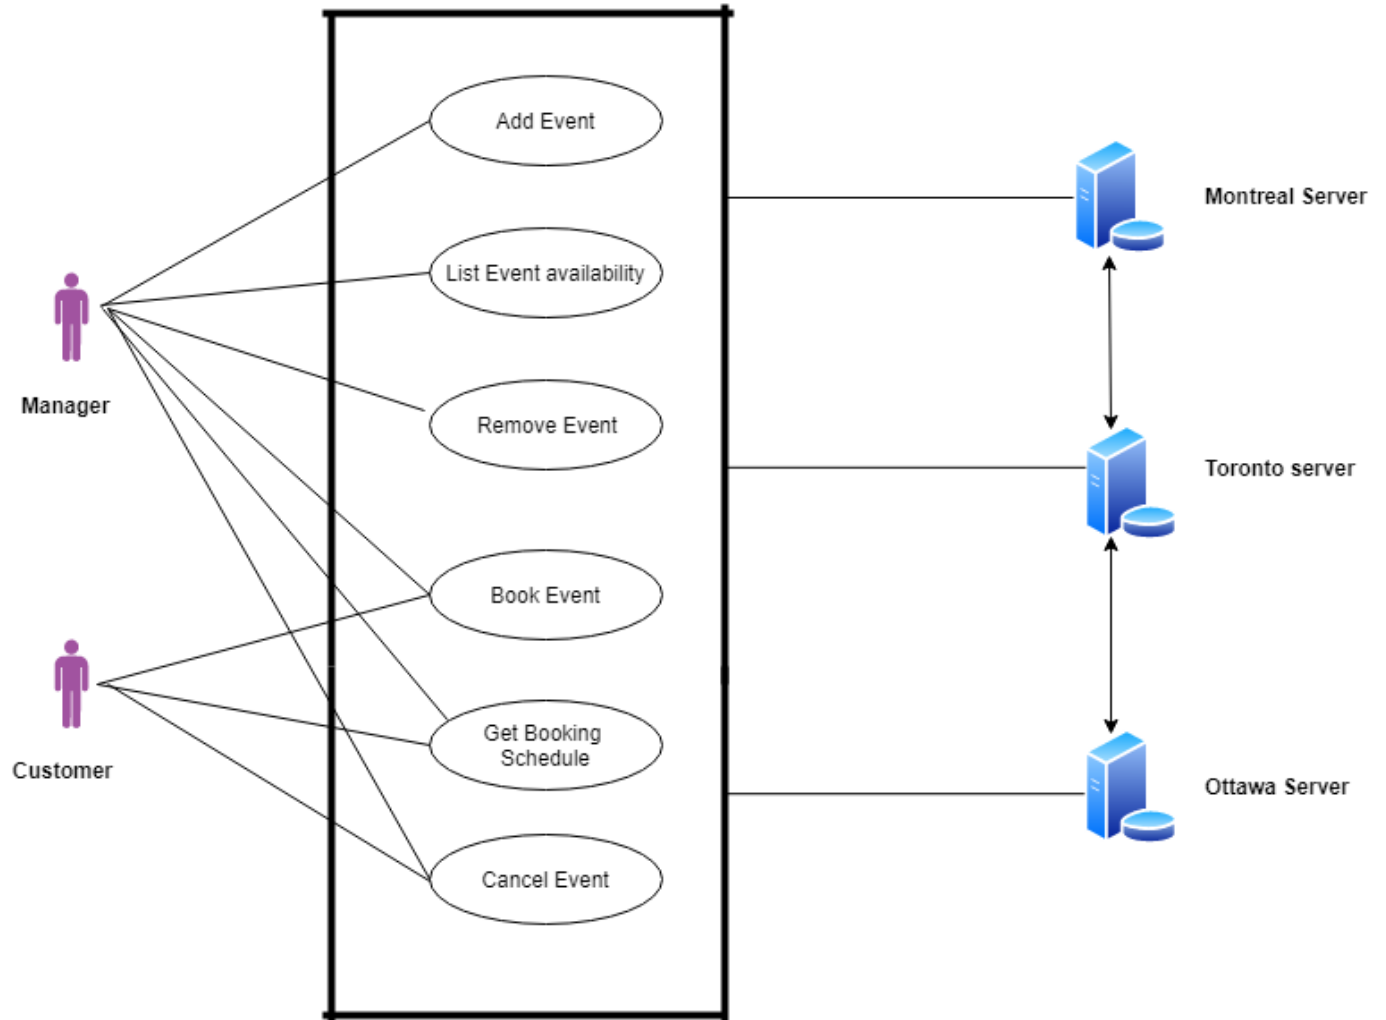 Add Event
List Event availability
Remove Event
Book Event
Get Booking
Schedule
Cancel Event
Manager
Customer
Montreal Server
Toronto server
Ottawa Server